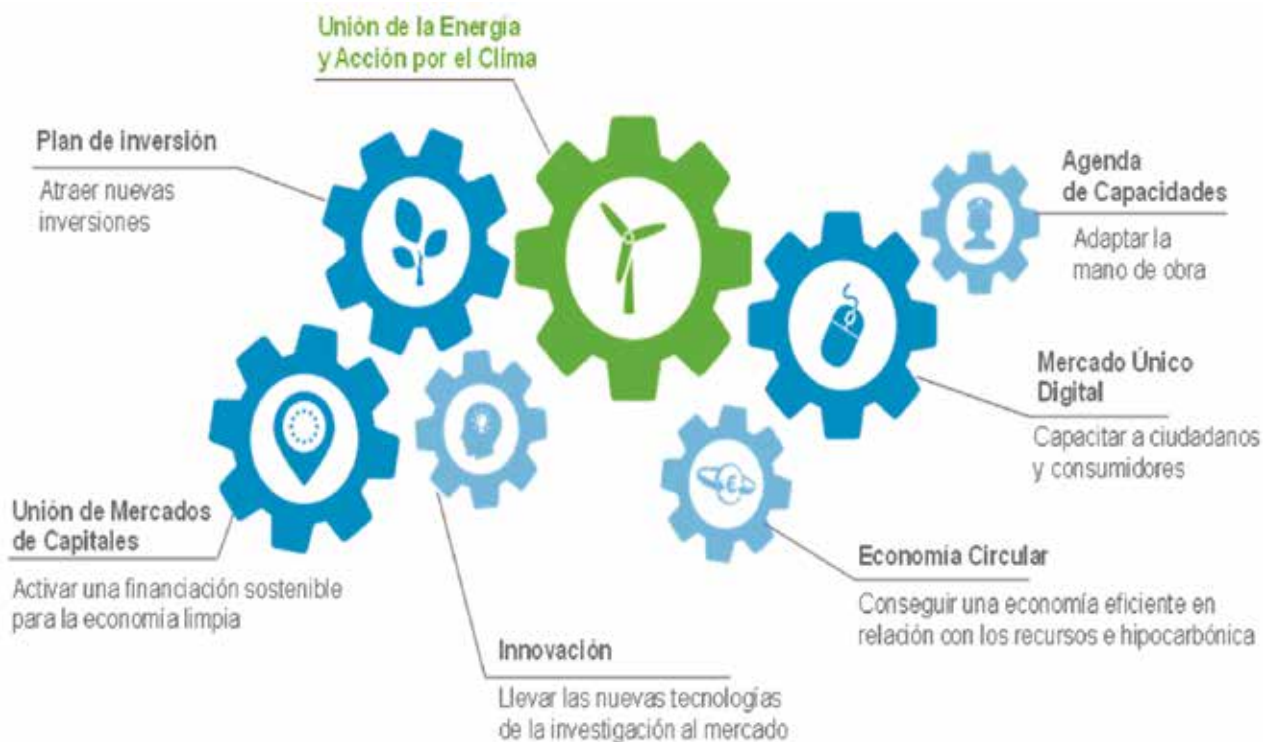 Unión de la Energía
y Acción por el Clima
Plan de inversión
Atraer nuevas
inversiones
Agenda
de Capacidades
Adaptar la
mano de obra
Mercado Único
Digital
Capacitar a ciudadanos
y consumidores
Unión de Mercados
de Capitales
Activar una financiación sostenible
para la economía limpia
Economía Circular
Conseguir una economía eficiente en
relación con los recursos e hipocarbónica
Innovación
Llevar las nuevas tecnologías
de la investigación al mercado